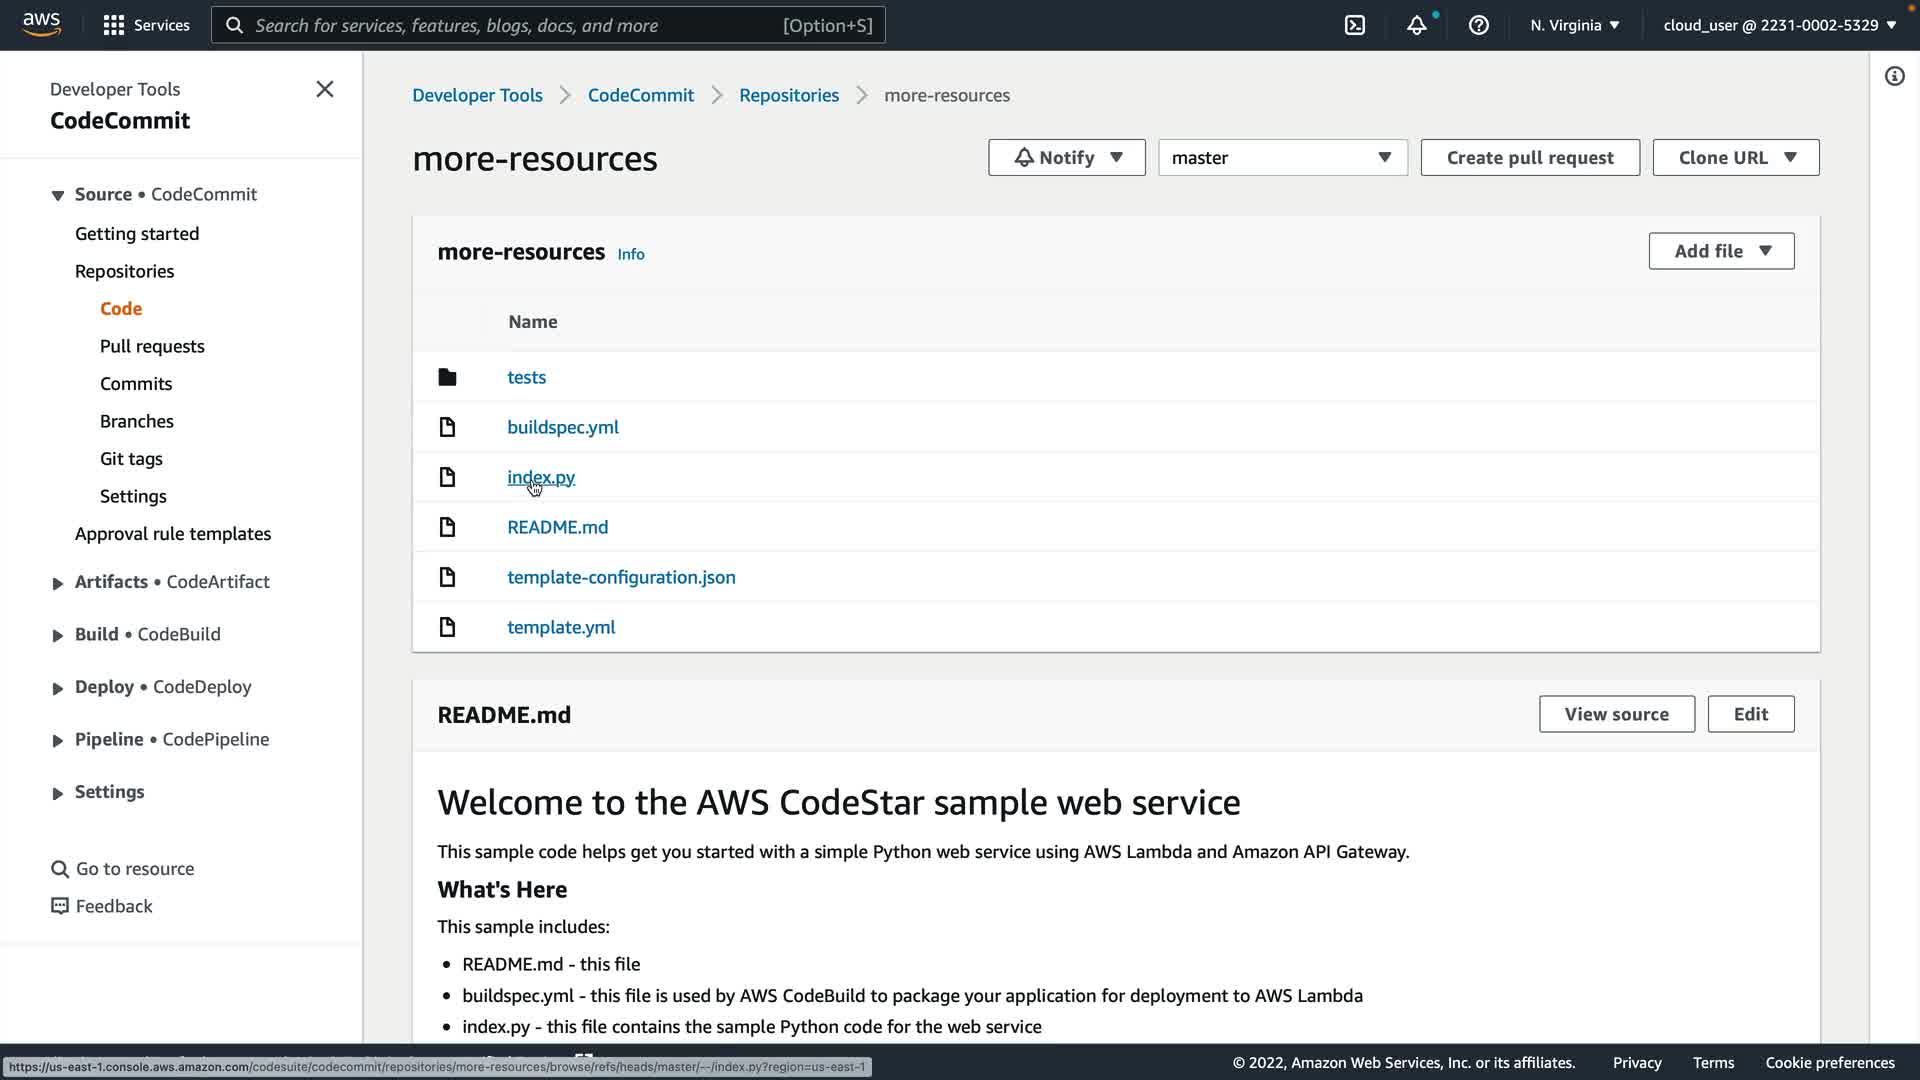 aws
Services
Search for services, features, blogs, docs, and more
[Option+S]
N. Virginia
cloud_user @ 2231-0002-5329
Developer Tools
CodeCommit
Source • CodeCommit
Getting started
Repositories
Code
Pull requests
Commits
Branches
Git tags
Settings
Approval rule templates
Artifacts • CodeArtifact
Build • CodeBuild
Deploy • CodeDeploy
Pipeline • CodePipeline
Settings
Go to resource
Feedback
Developer Tools > CodeCommit > Repositories > more-resources
more-resources
Notify
master
Create pull request
Clone URL
more-resources Info
Add file
Name
tests
buildspec.yml
index.py
README.md
template-configuration.json
template.yml
README.md
View source
Edit
Welcome to the AWS CodeStar sample web service
This sample code helps get you started with a simple Python web service using AWS Lambda and Amazon API Gateway.
What's Here
This sample includes:
• README.md - this file
• buildspec.yml - this file is used by AWS CodeBuild to package your application for deployment to AWS Lambda
• index.py - this file contains the sample Python code for the web service
https://us-east-1.console.aws.amazon.com/codesuite/codecommit/repositories/more-resources/browse/refs/heads/master/--/index.py?region=us-east-1
© 2022, Amazon Web Services, Inc. or its affiliates.
Privacy
Terms
Cookie preferences